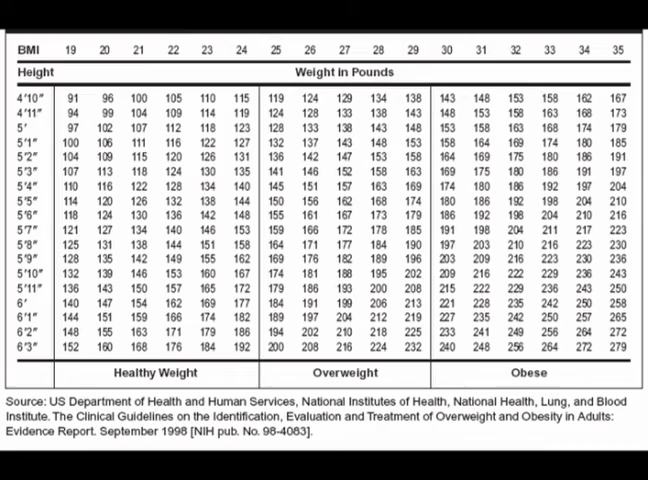 BMI 19 20 21 22 23 24 25 26 27 28 29 30 31 32 33 34 35
Height Weight in Pounds
4'10" 91 96 100 105 110 115 119 124 129 134 138 143 148 153 158 162 167
4'11" 94 99 104 109 114 119 124 128 133 138 143 148 153 158 163 168 173
5' 97 102 107 112 118 123 128 133 138 143 148 153 158 163 168 174 179
5'1" 100 106 111 116 122 127 132 137 143 148 153 158 164 169 174 180 185
5'2" 104 109 115 120 126 131 136 142 147 153 158 164 169 175 180 186 191
5'3" 107 113 118 124 130 135 141 146 152 158 163 169 175 180 186 191 197
5'4" 110 116 122 128 134 140 145 151 157 163 169 174 180 186 192 197 204
5'5" 114 120 126 132 138 144 150 156 162 168 174 180 186 192 198 204 210
5'6" 118 124 130 136 142 148 155 161 167 173 179 186 192 198 204 210 216
5'7" 121 127 134 140 146 153 159 166 172 178 185 191 198 204 211 217 223
5'8" 125 131 138 144 151 158 164 171 177 184 190 197 203 210 216 223 230
5'9" 128 135 142 149 155 162 169 176 182 189 196 203 209 216 223 230 236
5'10" 132 139 146 153 160 167 174 181 188 195 202 209 216 222 229 236 243
5'11" 136 143 150 157 165 172 179 186 193 200 208 215 222 229 236 243 250
6' 140 147 154 162 169 177 184 191 199 206 213 221 228 235 242 250 258
6'1" 144 151 159 166 174 182 189 197 204 212 219 227 235 242 250 257 265
6'2" 148 155 163 171 179 186 194 202 210 218 225 233 241 249 256 264 272
6'3" 152 160 168 176 184 192 200 208 216 224 232 240 248 256 264 272 279
Healthy Weight Overweight Obese
Source: US Department of Health and Human Services, National Institutes of Health, National Health, Lung, and Blood
Institute. The Clinical Guidelines on the Identification, Evaluation and Treatment of Overweight and Obesity in Adults:
Evidence Report. September 1998 [NIH pub. No. 98-4083].